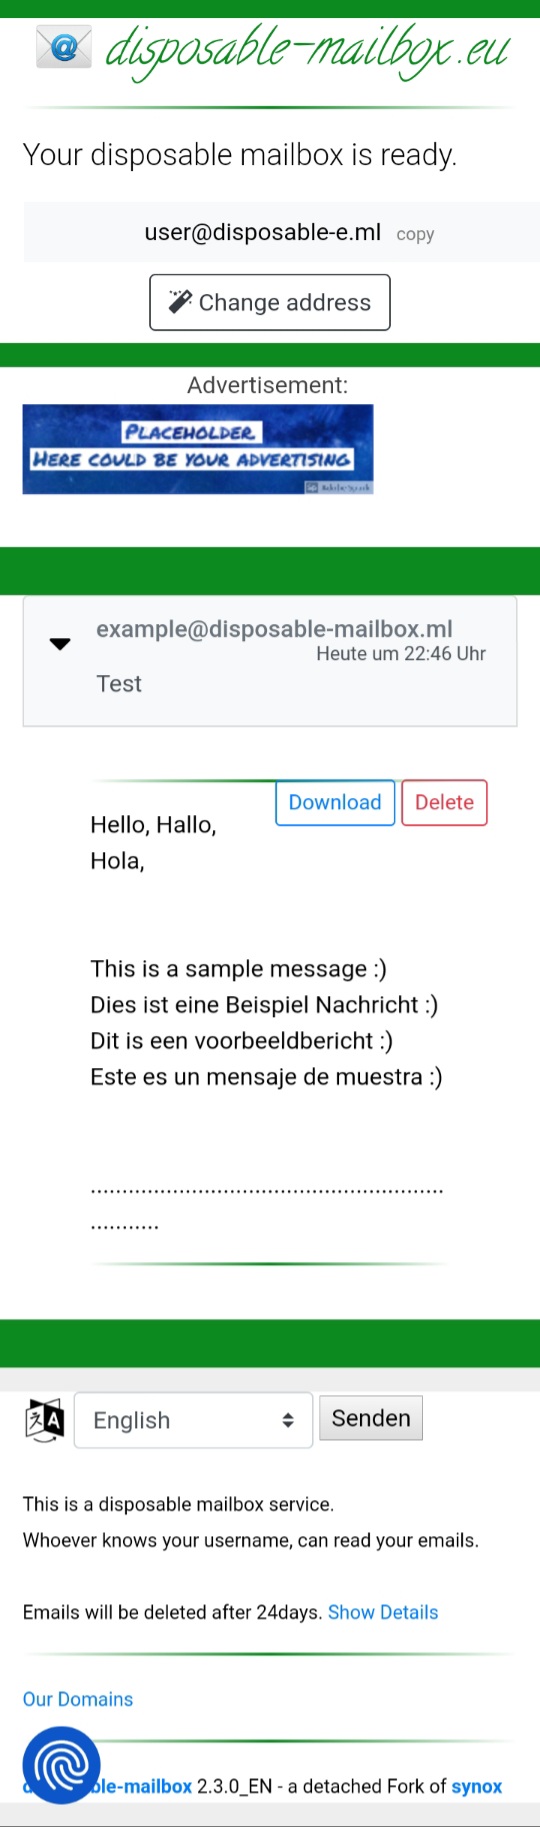 disposable-mailbox.eu
Your disposable mailbox is ready.
user@disposable-e.ml copy
Change address
Advertisement:
PLACEHOLDER
HERE COULD BE YOUR ADVERTISING
Adobe Spark
example@disposable-mailbox.ml
Heute um 22:46 Uhr
Test
Download Delete
Hello, Hallo,
Hola,
This is a sample message :)
Dies ist eine Beispiel Nachricht :)
Dit is een voorbeeldbericht :)
Este es un mensaje de muestra :)
........................................................
...........
English Senden
This is a disposable mailbox service.
Whoever knows your username, can read your emails.
Emails will be deleted after 24days. Show Details
Our Domains
ble-mailbox 2.3.0_EN - a detached Fork of synox